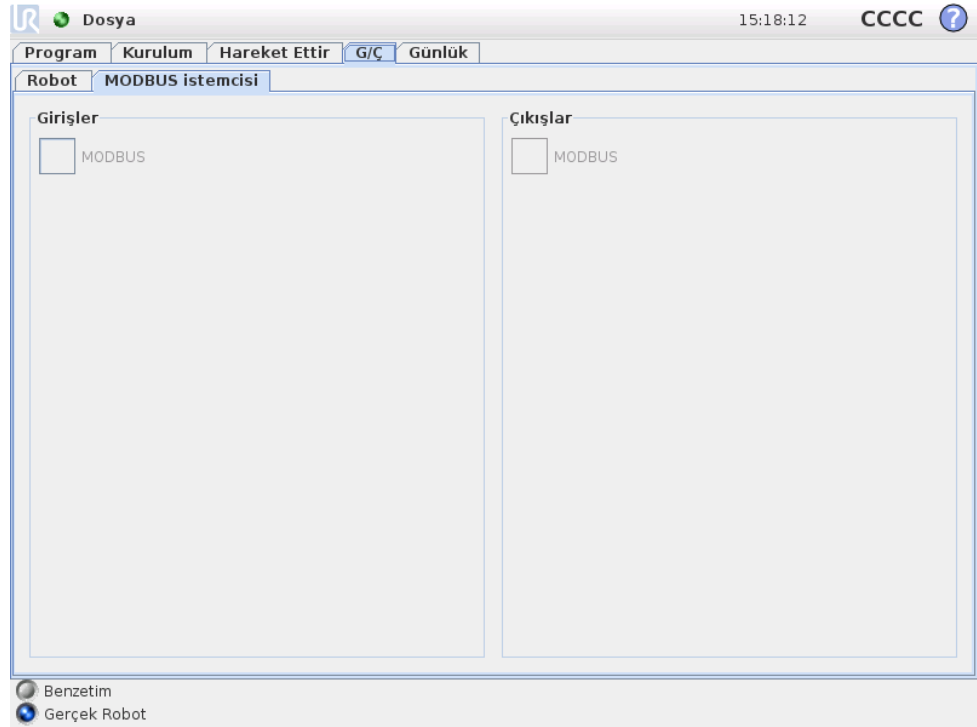 UR Dosya 15:18:12 CCCC ?
Program Kurulum Hareket Ettir G/Ç Günlük
Robot MODBUS istemcisi
Girişler Çıkışlar
MODBUS MODBUS
Benzetim
Gerçek Robot